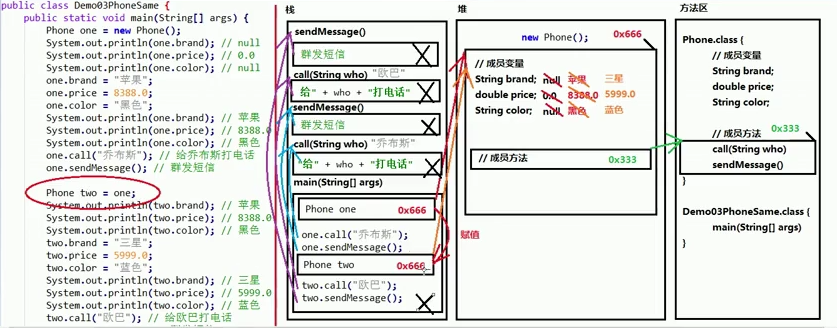 public class Demo03PhoneSame {
public static void main(String[] args) {
Phone one = new Phone();
System.out.println(one.brand); // null
System.out.println(one.price); // 0.0
System.out.println(one.color); // null
one.brand = "苹果";
one.price = 8388.0;
one.color = "黑色";
System.out.println(one.brand); // 苹果
System.out.println(one.price); // 8388.0
System.out.println(one.color); // 黑色
one.call("乔布斯"); // 给乔布斯打电话
one.sendMessage(); // 群发短信
Phone two = one;
System.out.println(two.brand); // 苹果
System.out.println(two.price); // 8388.0
System.out.println(two.color); // 黑色
two.brand = "三星";
two.price = 5999.0;
two.color = "蓝色";
System.out.println(two.brand); // 三星
System.out.println(two.price); // 5999.0
System.out.println(two.color); // 蓝色
two.call("欧巴"); // 给欧巴打电话
栈
sendMessage()
群发短信
call(String who) "欧巴"
给" + who + "打电话"
sendMessage()
群发短信
call(String who) "乔布斯"
给" + who + "打电话"
main(String[] args)
Phone one 0x666
one.call("乔布斯");
one.sendMessage();
Phone two 0x666
two.call("欧巴");
two.sendMessage();
赋值
堆
new Phone(); 0x666
// 成员变量
String brand; null 苹果 三星
double price; 0.0 8388.0 5999.0
String color; null 黑色 蓝色
// 成员方法 0x333
方法区
Phone.class {
// 成员变量
String brand;
double price;
String color;
// 成员方法 0x333
call(String who)
sendMessage()
}
Demo03PhoneSame.class {
main(String[] args)
}